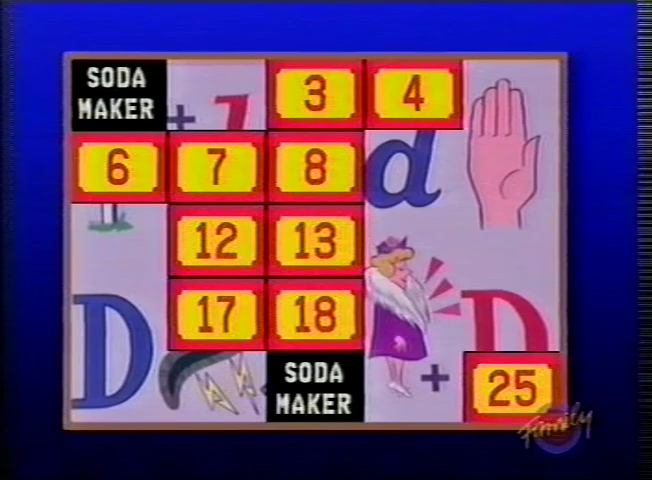 SODA
MAKER
+
3
4
6
7
8
d
12
13
D
17
18
D
SODA
MAKER
+
25
Family